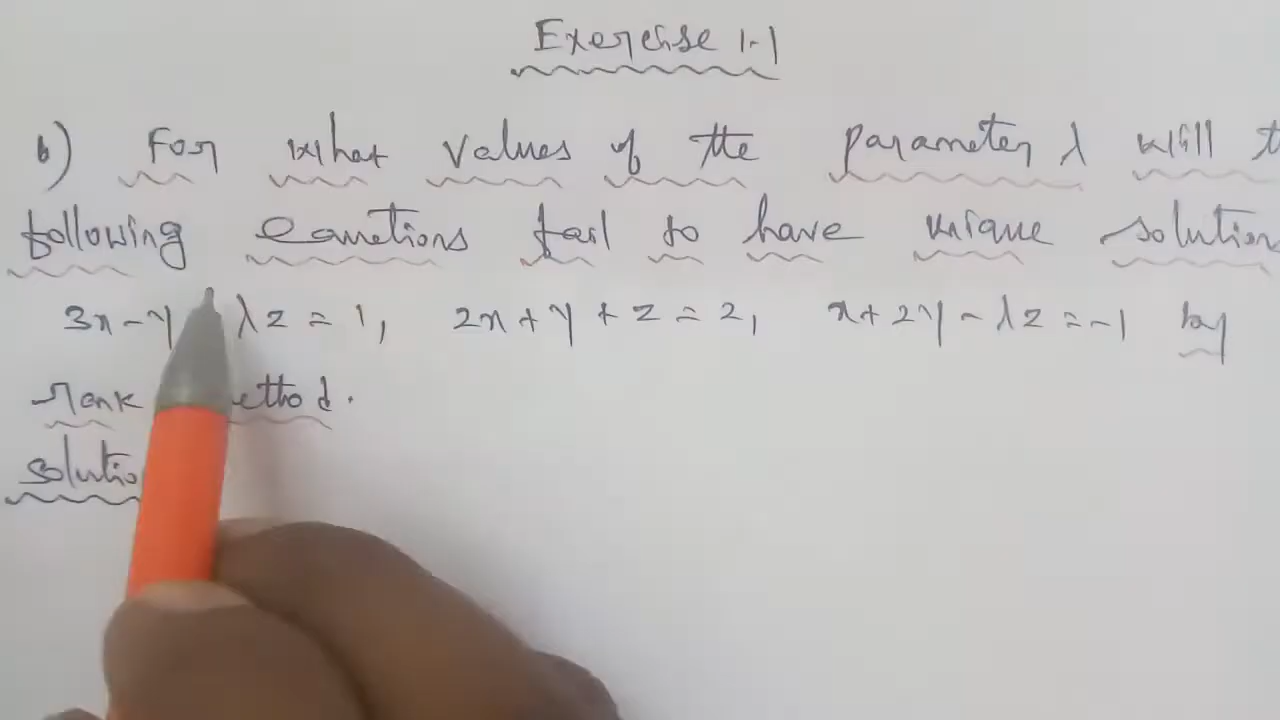 Exercise 1.1
6) For what values of the parameter λ will
following equations fail to have unique solution
3x - y λz = 1, 2x + y + z = 2, x + 2y - λz = -1 by
rank
solution